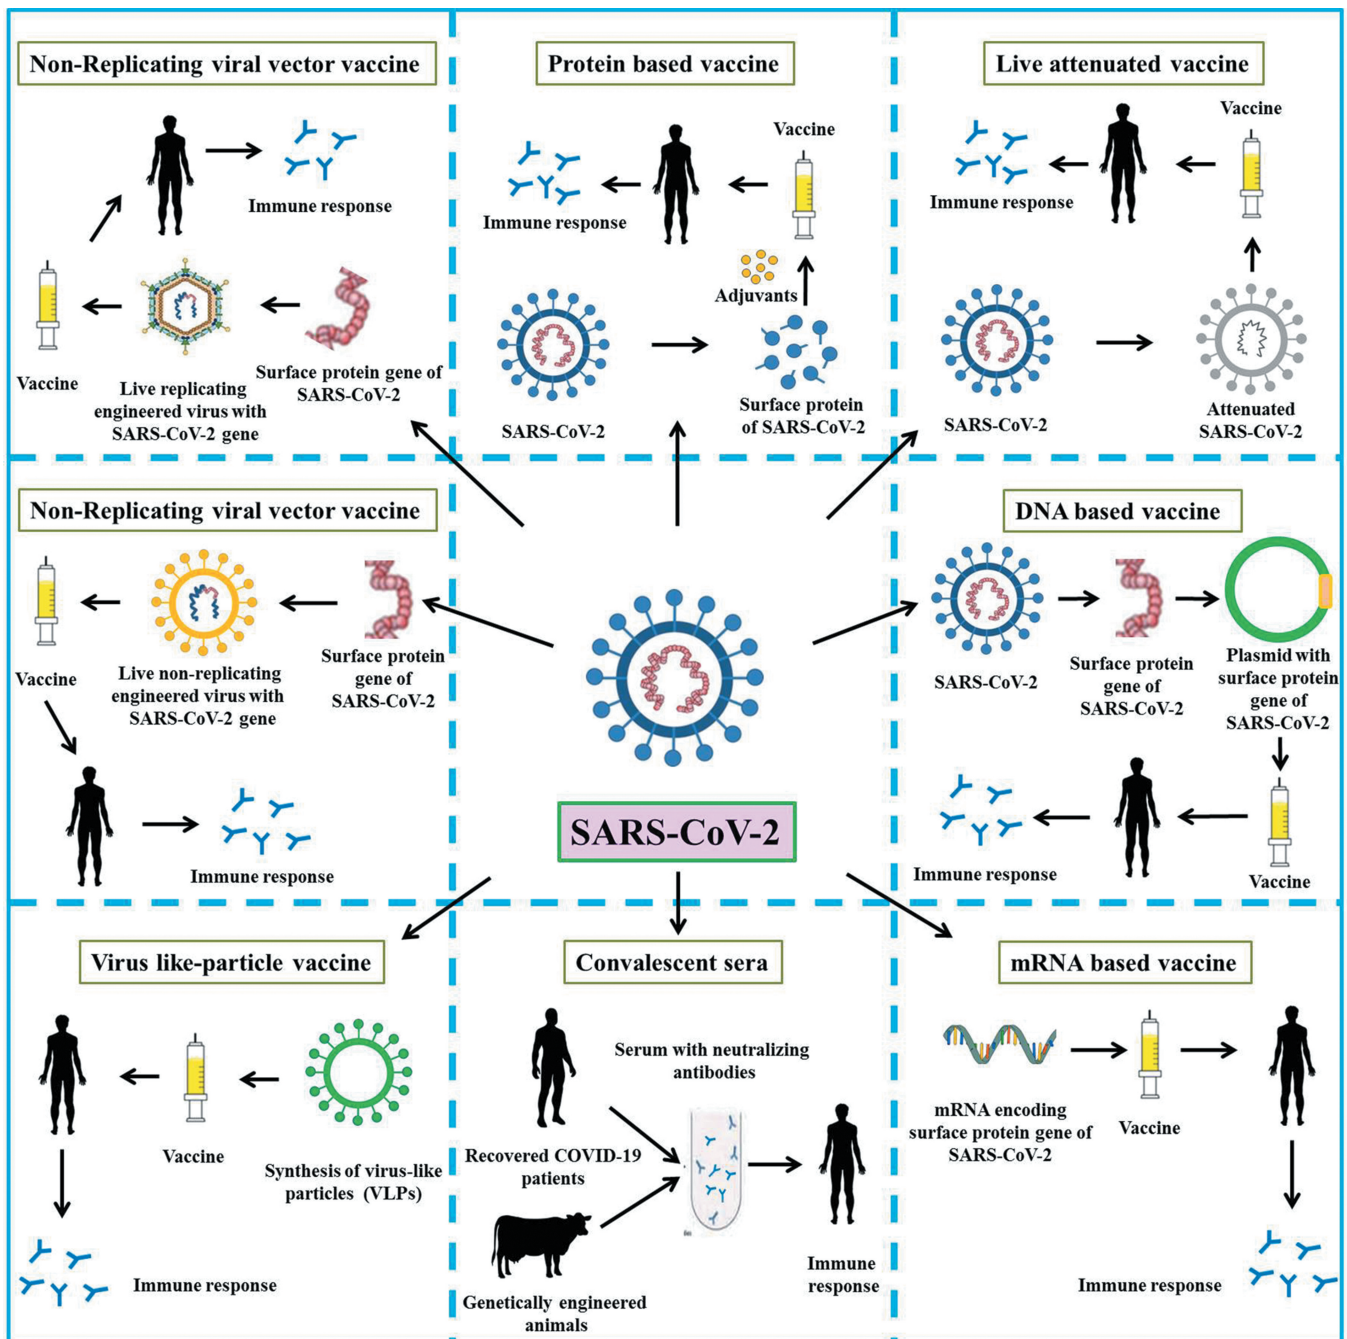 Non-Replicating viral vector vaccine
Immune response
Vaccine
Live replicating
engineered virus with
SARS-CoV-2 gene
Surface protein gene of
SARS-CoV-2
Protein based vaccine
Vaccine
Immune response
Adjuvants
SARS-CoV-2
Surface protein
of SARS-CoV-2
Live attenuated vaccine
Vaccine
Immune response
SARS-CoV-2
Attenuated
SARS-CoV-2
Non-Replicating viral vector vaccine
Vaccine
Live non-replicating
engineered virus with
SARS-CoV-2 gene
Surface protein
gene of
SARS-CoV-2
Immune response
SARS-CoV-2
DNA based vaccine
SARS-CoV-2
Surface protein
gene of
SARS-CoV-2
Plasmid with
surface protein
gene of
SARS-CoV-2
Immune response
Vaccine
Virus like-particle vaccine
Vaccine
Synthesis of virus-like
particles (VLPs)
Immune response
Convalescent sera
Serum with neutralizing
antibodies
Recovered COVID-19
patients
Genetically engineered
animals
Immune
response
mRNA based vaccine
mRNA encoding
surface protein gene of
SARS-CoV-2
Vaccine
Immune response